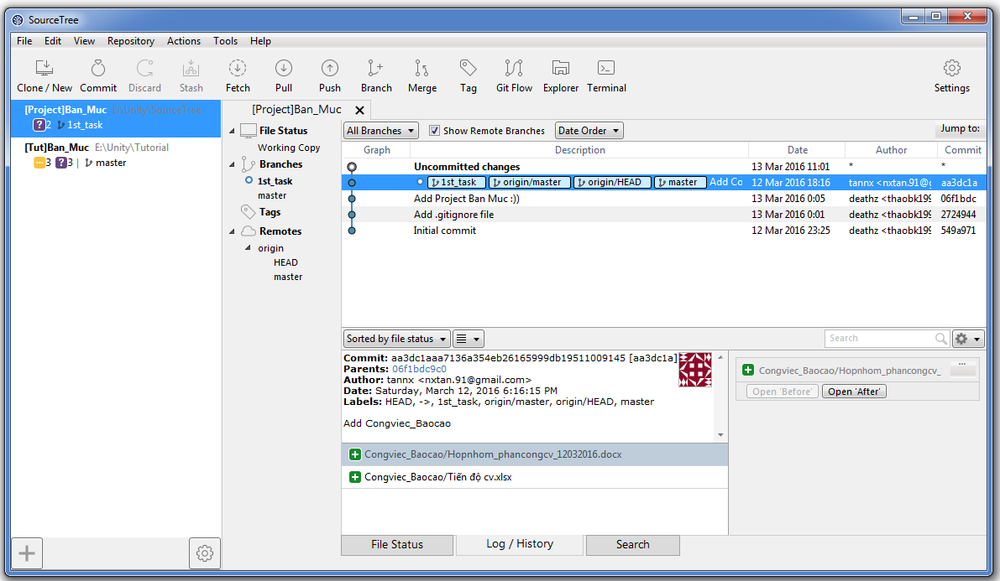 SourceTree
File Edit View Repository Actions Tools Help
Clone / New Commit Discard Stash Fetch Pull Push Branch Merge Tag Git Flow Explorer Terminal Settings
[Project]Ban_Muc E:\Unity\SourceTree
? 2 1st_task
[Tut]Ban_Muc E:\Unity\Tutorial
... 3 ? 3 | master
[Project]Ban_Muc
File Status
Working Copy
Branches
1st_task
master
Tags
Remotes
origin
HEAD
master
All Branches Show Remote Branches Date Order Jump to:
Graph Description Date Author Commit
Uncommitted changes 13 Mar 2016 11:01 * *
1st_task origin/master origin/HEAD master Add Co 12 Mar 2016 18:16 tannx <nxtan.91@g aa3dc1a
Add Project Ban Muc :)) 13 Mar 2016 0:05 deathz <thaobk199 06f1bdc
Add .gitignore file 13 Mar 2016 0:01 deathz <thaobk199 2724944
Initial commit 12 Mar 2016 23:25 deathz <thaobk199 549a971
Sorted by file status Search
Commit: aa3dc1aaa7136a354eb26165999db19511009145 [aa3dc1a]
Parents: 06f1bdc9c0
Author: tannx <nxtan.91@gmail.com>
Date: Saturday, March 12, 2016 6:16:15 PM
Labels: HEAD, ->, 1st_task, origin/master, origin/HEAD, master
Add Congviec_Baocao
Congviec_Baocao/Hopnhom_phancongcv_12032016.docx
Congviec_Baocao/Tiến độ cv.xlsx
Congviec_Baocao/Hopnhom_phancongcv_ ...
Open 'Before' Open 'After'
File Status Log / History Search